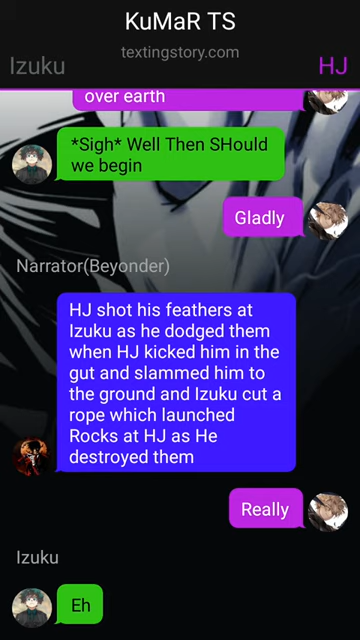 KuMaR TS
textingstory.com
Izuku
HJ
over earth
*Sigh* Well Then SHould
we begin
Gladly
Narrator(Beyonder)
HJ shot his feathers at
Izuku as he dodged them
when HJ kicked him in the
gut and slammed him to
the ground and Izuku cut a
rope which launched
Rocks at HJ as He
destroyed them
Really
Izuku
Eh